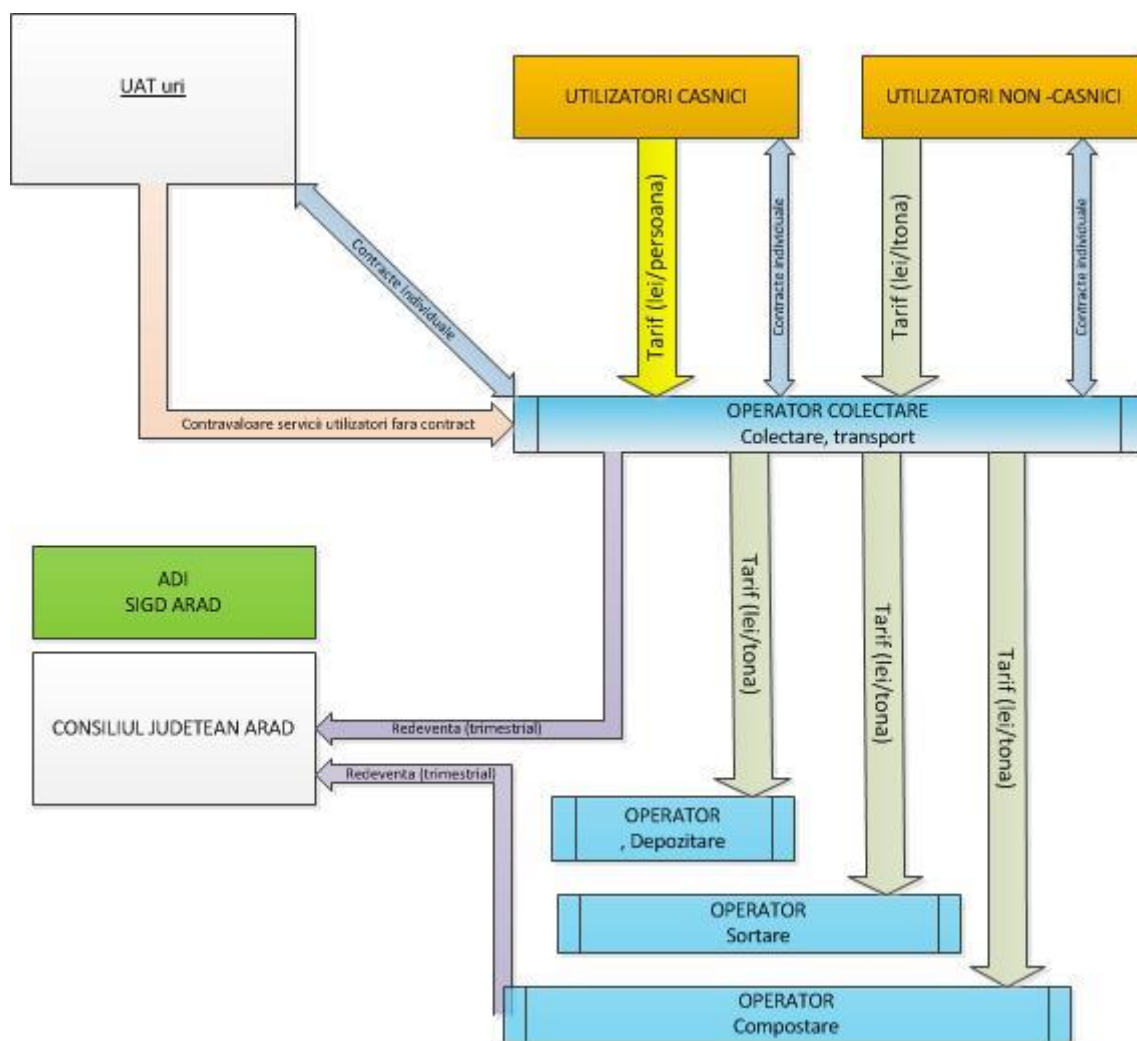 UAT uri
UTILIZATORI CASNICI
UTILIZATORI NON -CASNICI
Contracte individuale
Tarif (lei/persoana)
Contracte individuale
Tarif (lei/ltona)
Contracte individuale
Contravaloare servicii utilizatori fara contract
OPERATOR COLECTARE
Colectare, transport
ADI
SIGD ARAD
CONSILIUL JUDETEAN ARAD
Redeventa (trimestrial)
Redeventa (trimestrial)
Tarif (lei/tona)
Tarif (lei/tona)
Tarif (lei/tona)
OPERATOR
, Depozitare
OPERATOR
Sortare
OPERATOR
Compostare